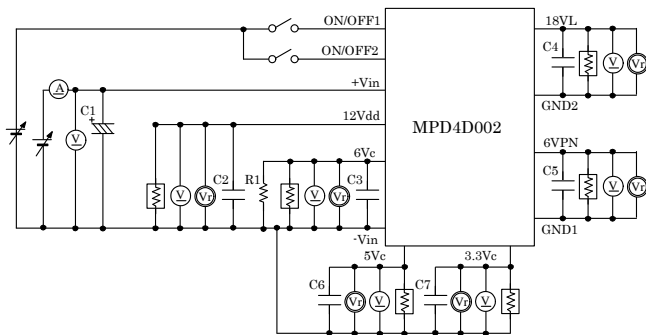 ON/OFF1
18VL
C4
V
Vr
ON/OFF2
+Vin
GND2
A
C1
+
V
12Vdd
MPD4D002
6Vc
6VPN
V
Vr
C2
R1
V
Vr
C3
C5
V
Vr
-Vin
GND1
5Vc
3.3Vc
C6
Vr
V
C7
Vr
V